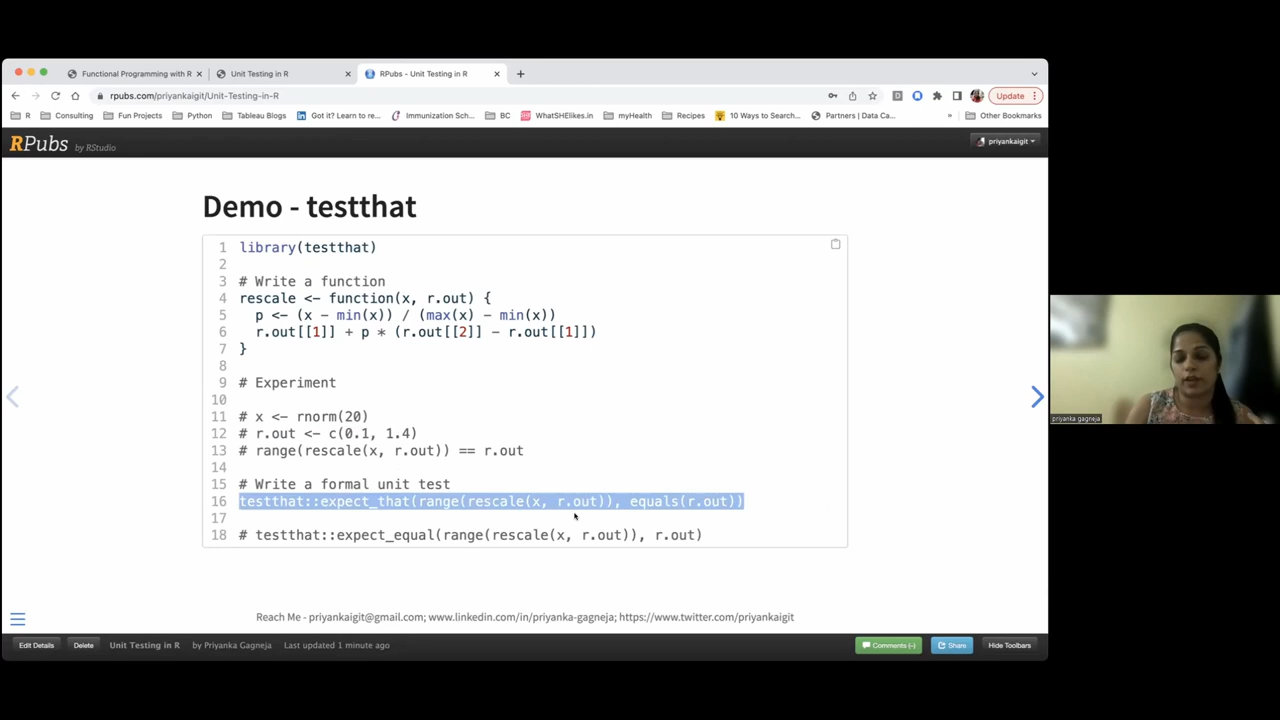 Functional Programming with R
Unit Testing in R
RPubs - Unit Testing in R
rpubs.com/priyankaigit/Unit-Testing-in-R
Update
R
Consulting
Fun Projects
Python
Tableau Blogs
Got it? Learn to re...
Immunization Sch...
BC
WhatSHElikes.in
myHealth
Recipes
10 Ways to Search...
Partners | Data Ca...
»
Other Bookmarks
RPubs by RStudio
priyankaigit
Demo - testthat
1 library(testthat)
2
3 # Write a function
4 rescale <- function(x, r.out) {
5   p <- (x - min(x)) / (max(x) - min(x))
6   r.out[[1]] + p * (r.out[[2]] - r.out[[1]])
7 }
8
9 # Experiment
10
11 # x <- rnorm(20)
12 # r.out <- c(0.1, 1.4)
13 # range(rescale(x, r.out)) == r.out
14
15 # Write a formal unit test
16 testthat::expect_that(range(rescale(x, r.out)), equals(r.out))
17
18 # testthat::expect_equal(range(rescale(x, r.out)), r.out)
priyanka gagneja
Reach Me - priyankaigit@gmail.com; www.linkedin.com/in/priyanka-gagneja; https://www.twitter.com/priyankaigit
Edit Details
Delete
Unit Testing in R
by Priyanka Gagneja
Last updated 1 minute ago
Comments (–)
Share
Hide Toolbars